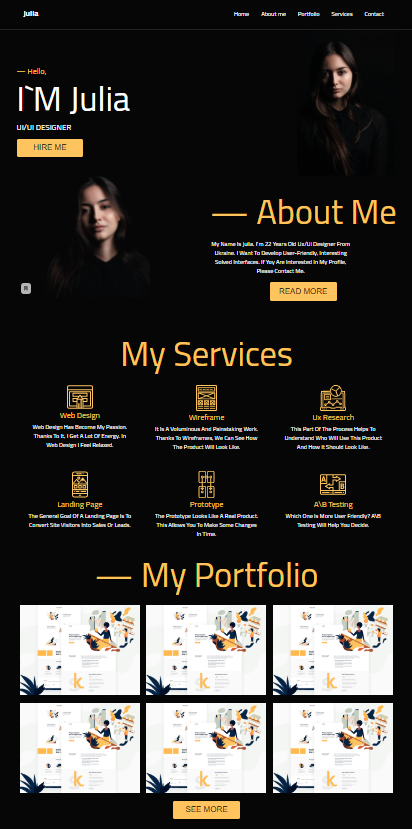 Julia
Home About me Portfolio Services Contact
— Hello,
I`M Julia
UI/UI DESIGNER
HIRE ME
— About Me
My Name Is Julia. I'm 22 Years Old Ux/Ui Designer From
Ukraine. I Want To Develop User-Friendly, Interesting
Solved Interfaces. If Yey Are Interested In My Profile,
Please Contact Me.
READ MORE
My Services
Web Design
Web Design Has Become My Passion.
Thanks To It, I Get A Lot Of Energy. In
Web Design I Feel Relaxed.
Wireframe
It Is A Voluminous And Painstaking Work.
Thanks To Wireframes, We Can See How
The Product Will Look Like.
Ux Research
This Part Of The Process Helps To
Understand Who Will Use This Product
And How It Should Look Like.
Landing Page
The General Goal Of A Landing Page Is To
Convert Site Visitors Into Sales Or Leads.
Prototype
The Prototype Looks Like A Real Product.
This Allows You To Make Some Changes
In Time.
A\B Testing
Which One Is More User Friendly? A\B
Testing Will Help You Decide.
— My Portfolio
k
k
k
k
k
k
SEE MORE